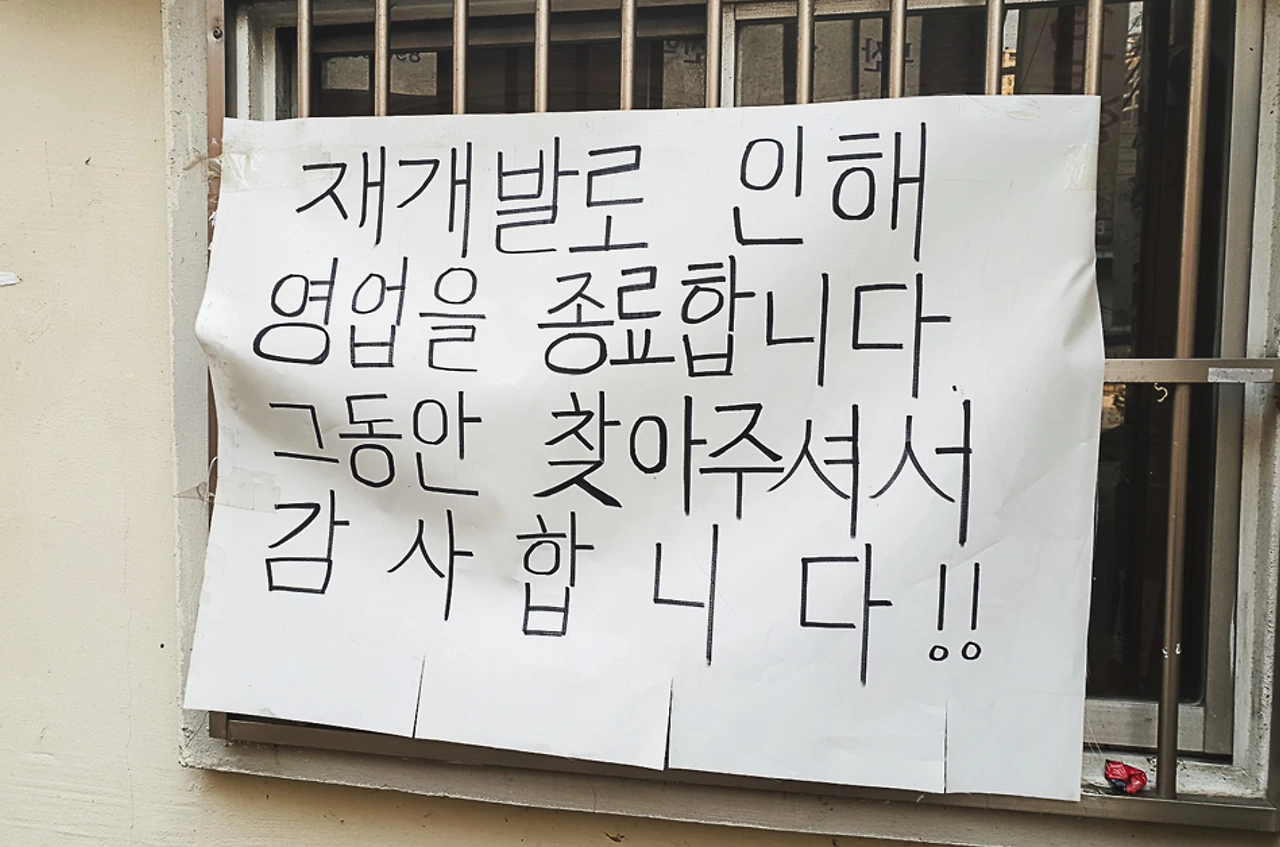 재개발로 인해
영업을 종료합니다.
그동안 찾아주셔서
감사합니다!!